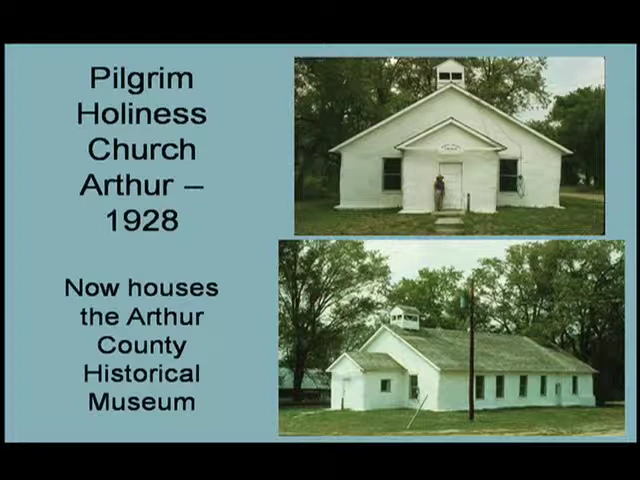 Pilgrim
Holiness
Church
Arthur –
1928
Now houses
the Arthur
County
Historical
Museum